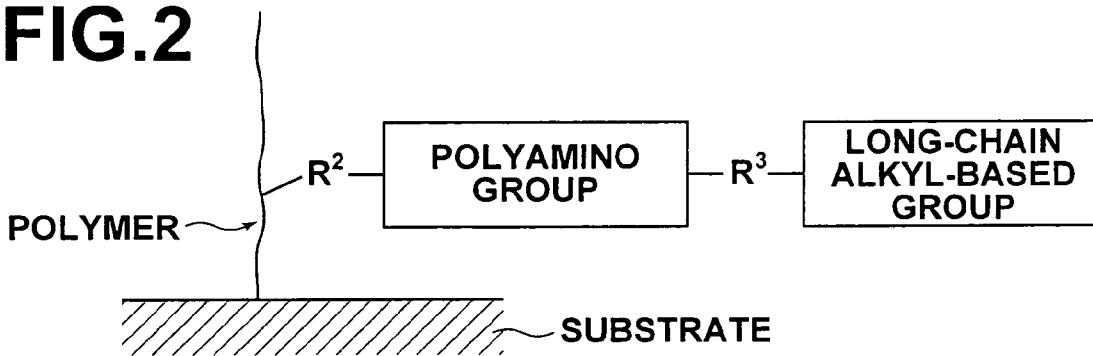 FIG.2
R²
POLYAMINO
GROUP
R³
LONG-CHAIN
ALKYL-BASED
GROUP
POLYMER
SUBSTRATE